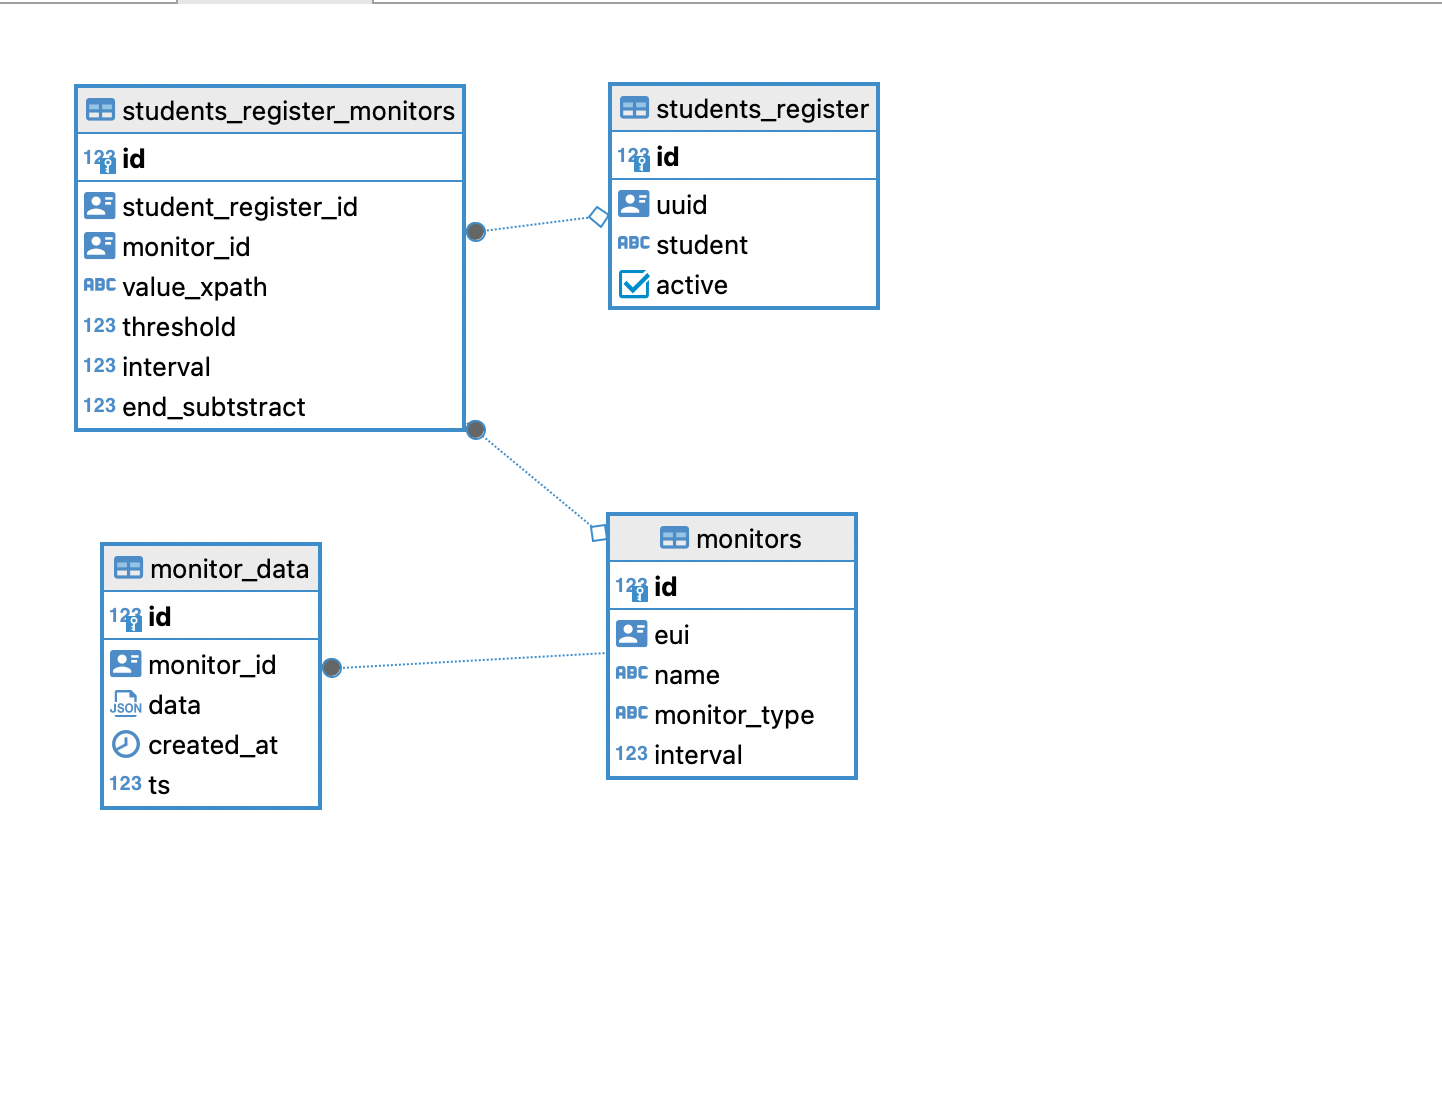 students_register_monitors
123 id
student_register_id
monitor_id
ABC value_xpath
123 threshold
123 interval
123 end_subtstract
students_register
123 id
uuid
ABC student
active
monitor_data
123 id
monitor_id
JSON data
created_at
123 ts
monitors
123 id
eui
ABC name
ABC monitor_type
123 interval